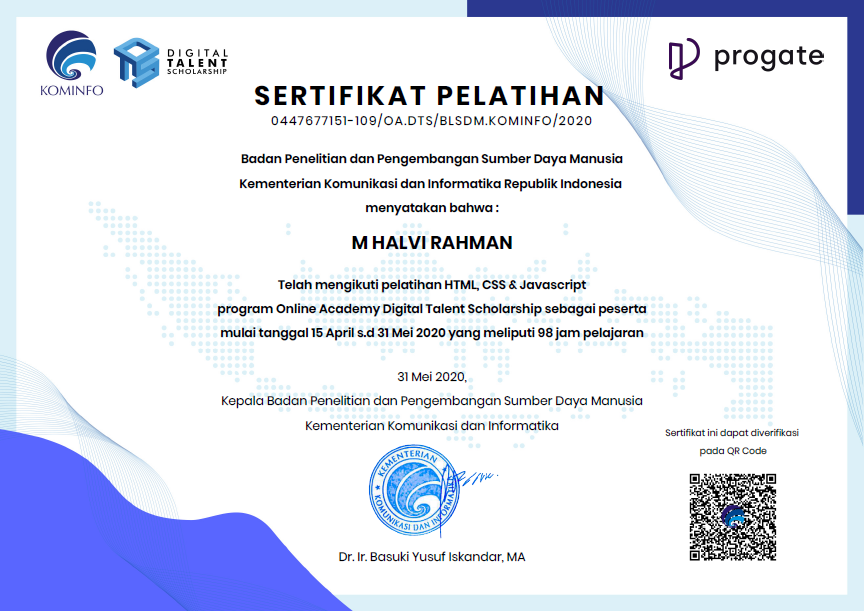 KOMINFO
DIGITAL
TALENT
SCHOLARSHIP
progate
SERTIFIKAT PELATIHAN
0447677151-109/OA.DTS/BLSDM.KOMINFO/2020
Badan Penelitian dan Pengembangan Sumber Daya Manusia
Kementerian Komunikasi dan Informatika Republik Indonesia
menyatakan bahwa :
M HALVI RAHMAN
Telah mengikuti pelatihan HTML, CSS & Javascript
program Online Academy Digital Talent Scholarship sebagai peserta
mulai tanggal 15 April s.d 31 Mei 2020 yang meliputi 98 jam pelajaran
31 Mei 2020,
Kepala Badan Penelitian dan Pengembangan Sumber Daya Manusia
Kementerian Komunikasi dan Informatika
KEMENTERIAN
KOMUNIKASI DAN INFORMATIKA
Dr. Ir. Basuki Yusuf Iskandar, MA
Sertifikat ini dapat diverifikasi
pada QR Code